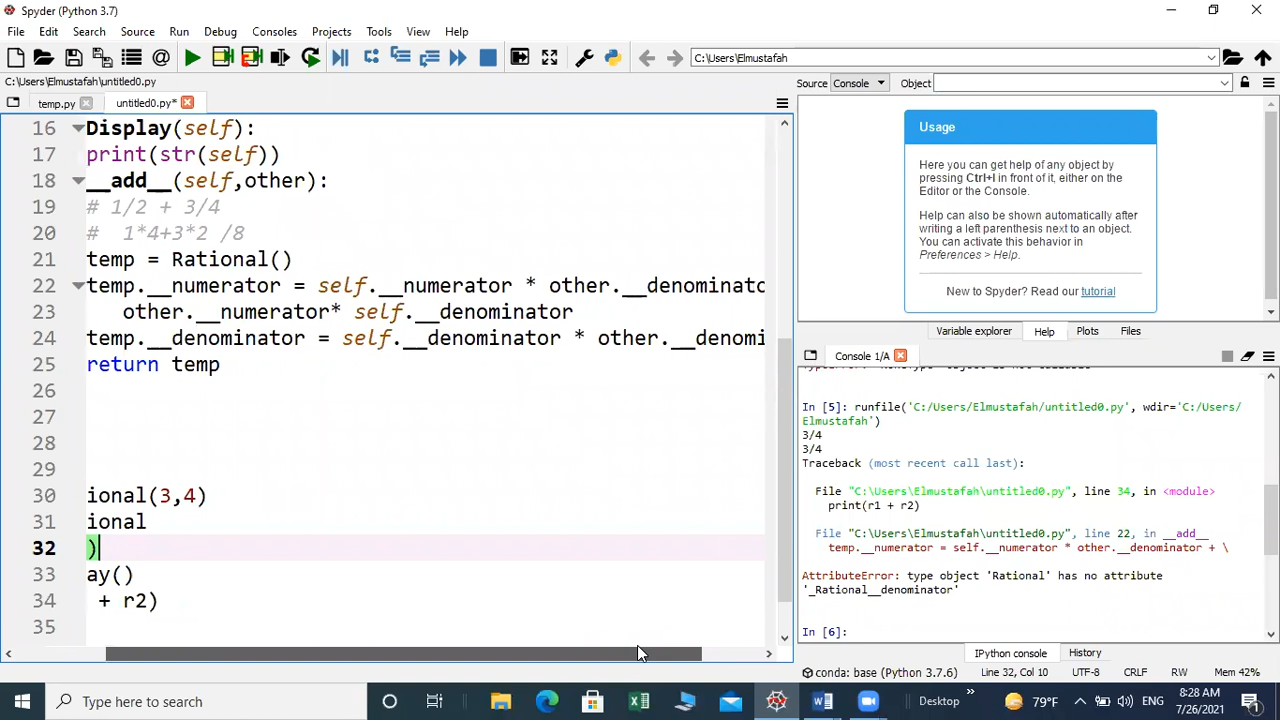 Spyder (Python 3.7)
File Edit Search Source Run Debug Consoles Projects Tools View Help
C:\Users\Elmustafah
C:\Users\Elmustafah\untitled0.py
temp.py untitled0.py*
16 Display(self):
17 print(str(self))
18 __add__(self,other):
19 # 1/2 + 3/4
20 #  1*4+3*2 /8
21 temp = Rational()
22 temp.__numerator = self.__numerator * other.__denominato
23 other.__numerator* self.__denominator
24 temp.__denominator = self.__denominator * other.__denomi
25 return temp
26
27
28
29
30 ional(3,4)
31 ional
32 )
33 ay()
34 + r2)
35
Source Console Object
Usage
Here you can get help of any object by
pressing Ctrl+I in front of it, either on the
Editor or the Console.
Help can also be shown automatically after
writing a left parenthesis next to an object.
You can activate this behavior in
Preferences > Help.
New to Spyder? Read our tutorial
Variable explorer Help Plots Files
Console 1/A
In [5]: runfile('C:/Users/Elmustafah/untitled0.py', wdir='C:/Users/
Elmustafah')
3/4
3/4
Traceback (most recent call last):
File "C:\Users\Elmustafah\untitled0.py", line 34, in <module>
print(r1 + r2)
File "C:\Users\Elmustafah\untitled0.py", line 22, in __add__
temp.__numerator = self.__numerator * other.__denominator + \
AttributeError: type object 'Rational' has no attribute
'_Rational__denominator'
In [6]:
IPython console History
conda: base (Python 3.7.6) Line 32, Col 10 UTF-8 CRLF RW Mem 42%
Type here to search
Desktop » 79°F ENG 8:28 AM
7/26/2021